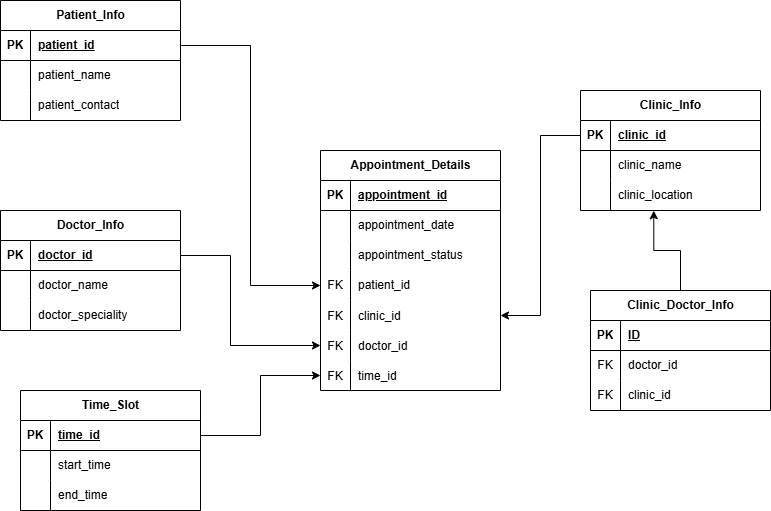 Patient_Info
PK patient_id
patient_name
patient_contact
Doctor_Info
PK doctor_id
doctor_name
doctor_speciality
Time_Slot
PK time_id
start_time
end_time
Appointment_Details
PK appointment_id
appointment_date
appointment_status
FK patient_id
FK clinic_id
FK doctor_id
FK time_id
Clinic_Info
PK clinic_id
clinic_name
clinic_location
Clinic_Doctor_Info
PK ID
FK doctor_id
FK clinic_id